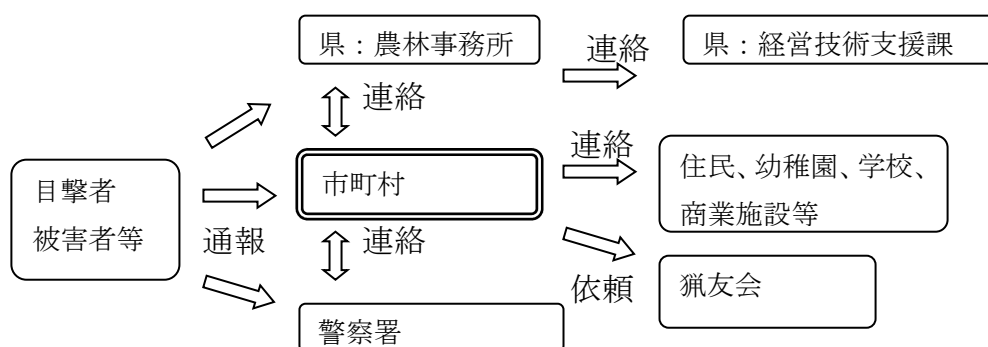 県：農林事務所
連絡
県：経営技術支援課
連絡
連絡
目撃者
被害者等
市町村
住民、幼稚園、学校、
商業施設等
通報
連絡
依頼
猟友会
警察署